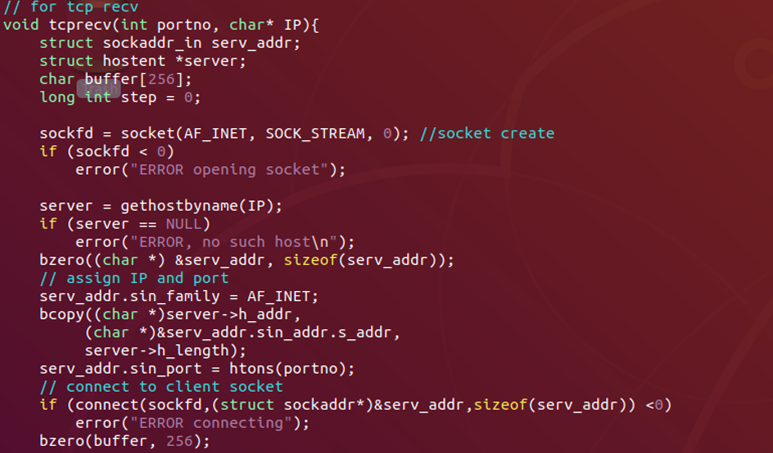 // for tcp recv
void tcprecv(int portno, char* IP){
    struct sockaddr_in serv_addr;
    struct hostent *server;
    char buffer[256];
    long int step = 0;

    sockfd = socket(AF_INET, SOCK_STREAM, 0); //socket create
    if (sockfd < 0)
        error("ERROR opening socket");

    server = gethostbyname(IP);
    if (server == NULL)
        error("ERROR, no such host\n");
    bzero((char *) &serv_addr, sizeof(serv_addr));
    // assign IP and port
    serv_addr.sin_family = AF_INET;
    bcopy((char *)server->h_addr,
         (char *)&serv_addr.sin_addr.s_addr,
         server->h_length);
    serv_addr.sin_port = htons(portno);
    // connect to client socket
    if (connect(sockfd,(struct sockaddr*)&serv_addr,sizeof(serv_addr)) <0)
        error("ERROR connecting");
    bzero(buffer, 256);